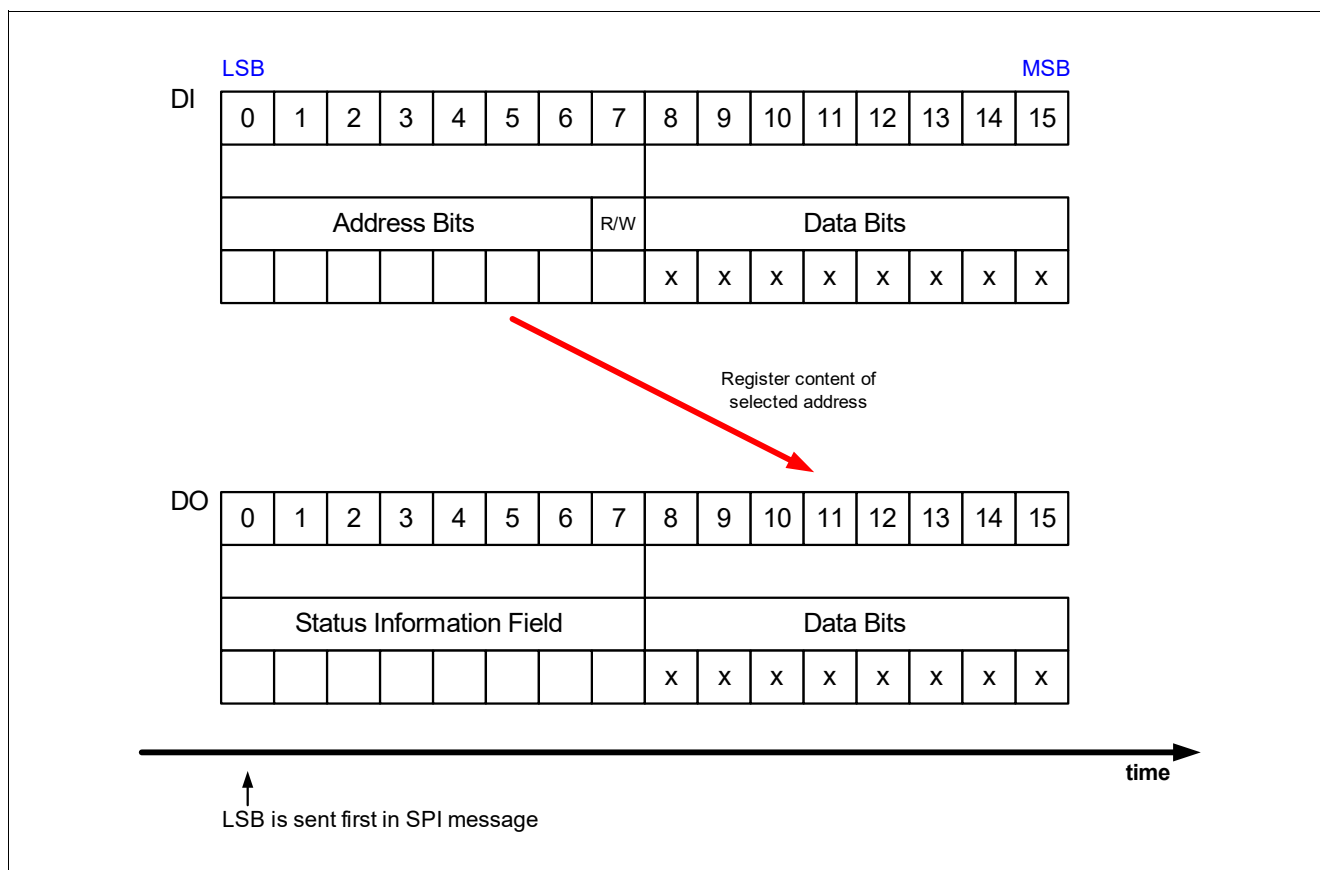 LSB MSB
DI 0 1 2 3 4 5 6 7 8 9 10 11 12 13 14 15
Address Bits R/W Data Bits
x x x x x x x x
Register content of
selected address
DO 0 1 2 3 4 5 6 7 8 9 10 11 12 13 14 15
Status Information Field Data Bits
x x x x x x x x
time
LSB is sent first in SPI message